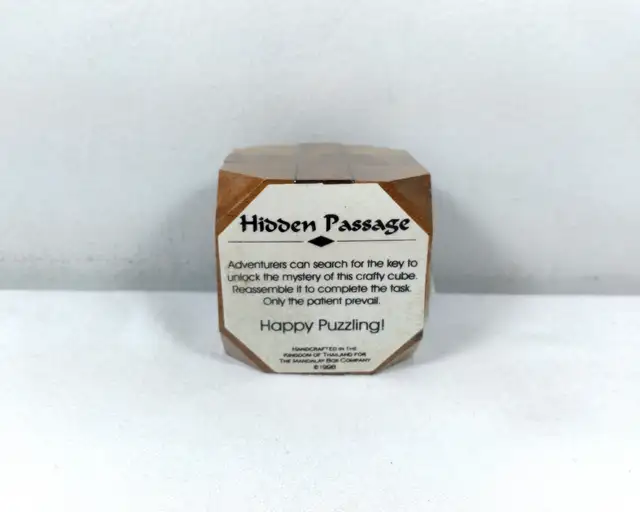 Hidden Passage
Adventurers can search for the key to
unlock the mystery of this crafty cube.
Reassemble it to complete the task.
Only the patient prevail.
Happy Puzzling!
HANDCRAFTED IN THE
KINGDOM OF THAILAND FOR
THE MANDALAY BOX COMPANY
©1998